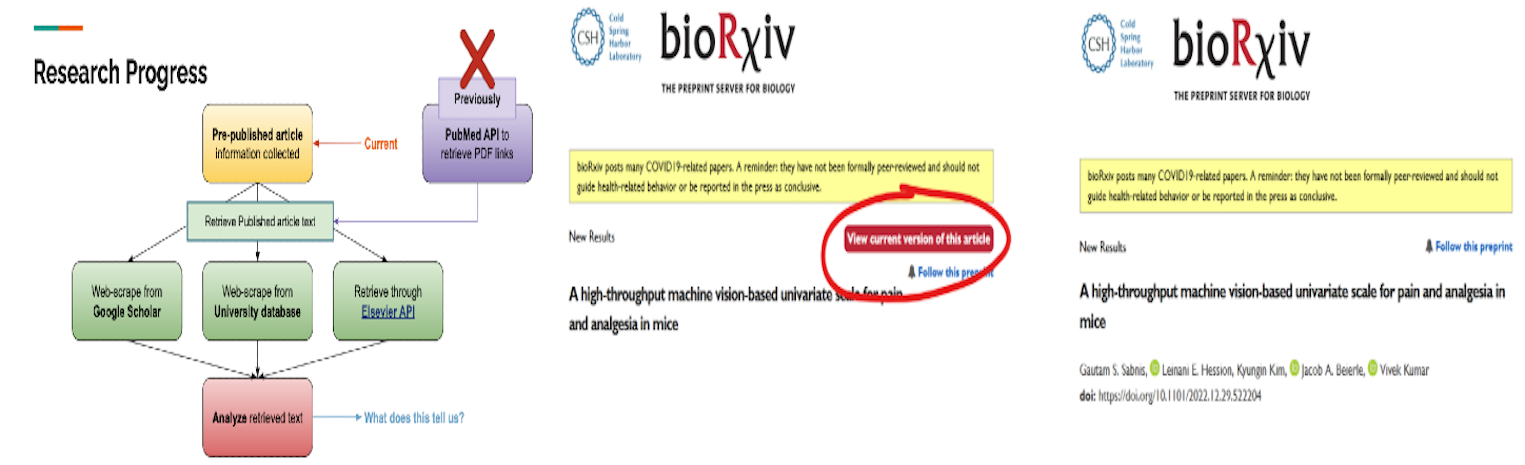 Research Progress
Previously
PubMed API to
retrieve PDF links
Pre-published article
information collected
Current
Retrieve Published article text
Web-scrape from
Google Scholar
Web-scrape from
University database
Retrieve through
Elsevier API
Analyze retrieved text
What does this tell us?
CSH
Cold
Spring
Harbor
Laboratory
bioRχiv
THE PREPRINT SERVER FOR BIOLOGY
bioRxiv posts many COVID19-related papers. A reminder: they have not been formally peer-reviewed and should not
guide health-related behavior or be reported in the press as conclusive.
New Results
View current version of this article
Follow this preprint
A high-throughput machine vision-based univariate scale for pain
and analgesia in mice
CSH
Cold
Spring
Harbor
Laboratory
bioRχiv
THE PREPRINT SERVER FOR BIOLOGY
bioRxiv posts many COVID19-related papers. A reminder: they have not been formally peer-reviewed and should not
guide health-related behavior or be reported in the press as conclusive.
New Results
Follow this preprint
A high-throughput machine vision-based univariate scale for pain and analgesia in
mice
Gautam S. Sabnis, Leinani E. Hession, Kyungin Kim, Jacob A. Beierle, Vivek Kumar
doi: https://doi.org/10.1101/2022.12.29.522204